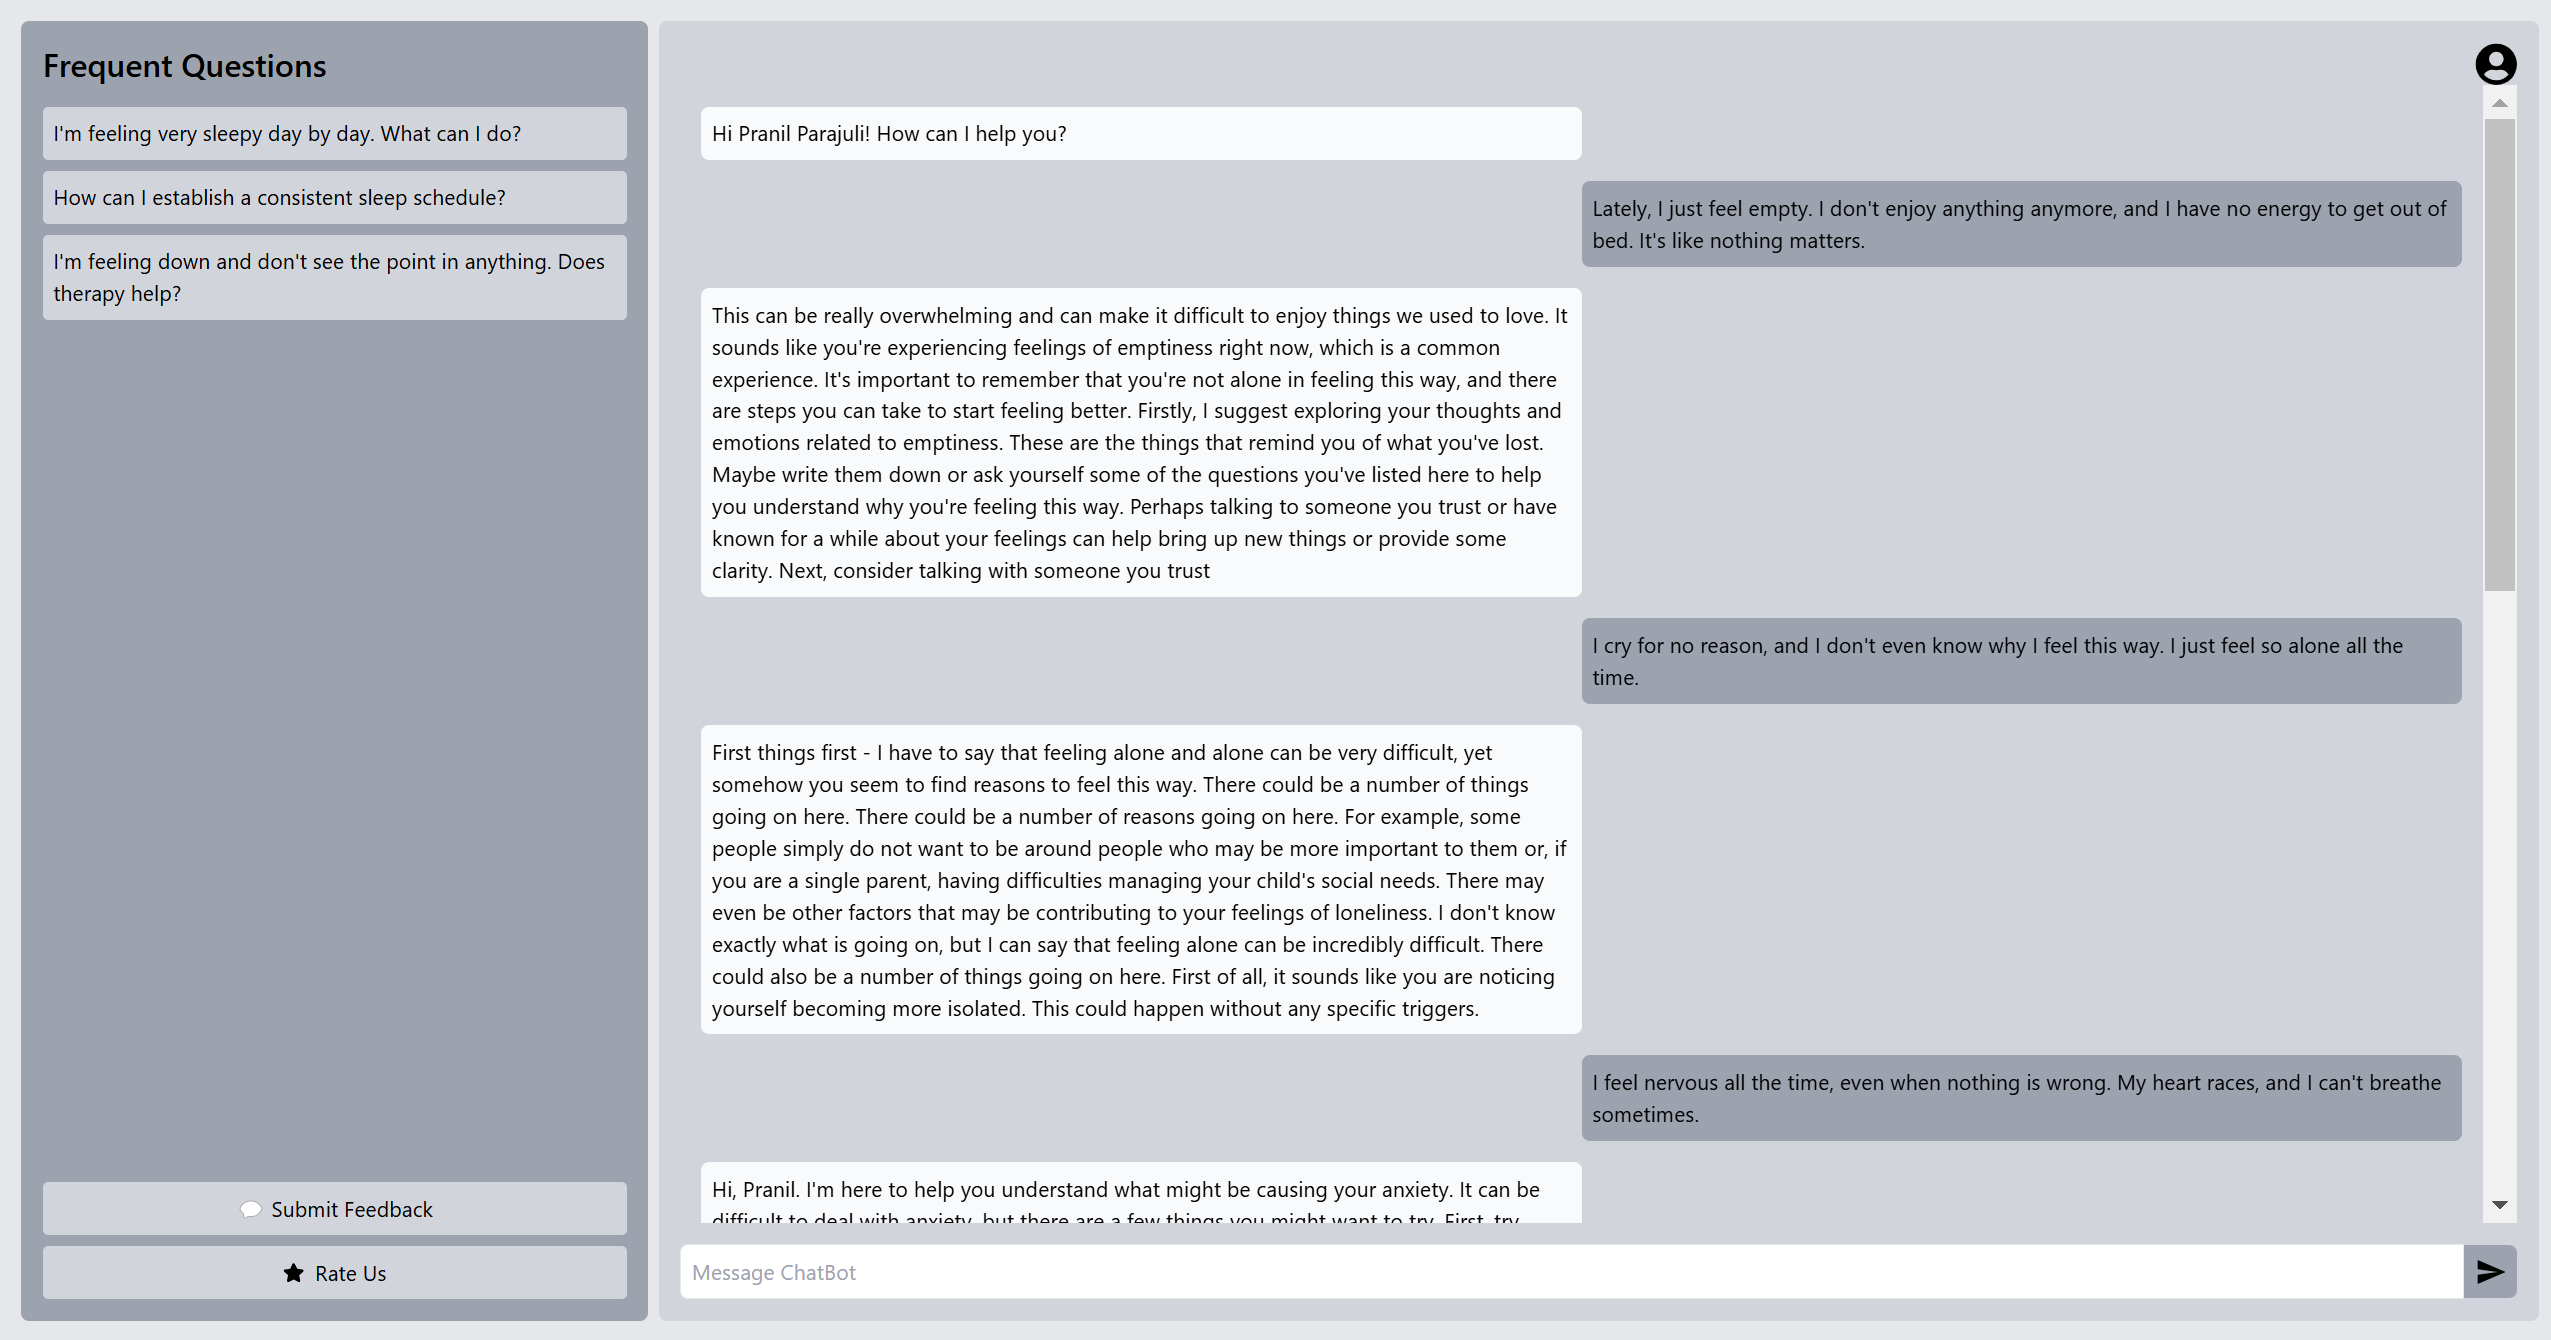 Frequent Questions
I'm feeling very sleepy day by day. What can I do?
How can I establish a consistent sleep schedule?
I'm feeling down and don't see the point in anything. Does
therapy help?
Submit Feedback
Rate Us
Hi Pranil Parajuli! How can I help you?
Lately, I just feel empty. I don't enjoy anything anymore, and I have no energy to get out of
bed. It's like nothing matters.
This can be really overwhelming and can make it difficult to enjoy things we used to love. It
sounds like you're experiencing feelings of emptiness right now, which is a common
experience. It's important to remember that you're not alone in feeling this way, and there
are steps you can take to start feeling better. Firstly, I suggest exploring your thoughts and
emotions related to emptiness. These are the things that remind you of what you've lost.
Maybe write them down or ask yourself some of the questions you've listed here to help
you understand why you're feeling this way. Perhaps talking to someone you trust or have
known for a while about your feelings can help bring up new things or provide some
clarity. Next, consider talking with someone you trust
I cry for no reason, and I don't even know why I feel this way. I just feel so alone all the
time.
First things first - I have to say that feeling alone and alone can be very difficult, yet
somehow you seem to find reasons to feel this way. There could be a number of things
going on here. There could be a number of reasons going on here. For example, some
people simply do not want to be around people who may be more important to them or, if
you are a single parent, having difficulties managing your child's social needs. There may
even be other factors that may be contributing to your feelings of loneliness. I don't know
exactly what is going on, but I can say that feeling alone can be incredibly difficult. There
could also be a number of things going on here. First of all, it sounds like you are noticing
yourself becoming more isolated. This could happen without any specific triggers.
I feel nervous all the time, even when nothing is wrong. My heart races, and I can't breathe
sometimes.
Hi, Pranil. I'm here to help you understand what might be causing your anxiety. It can be
difficult to deal with anxiety, but there are a few things you might want to try. First, try
Message ChatBot